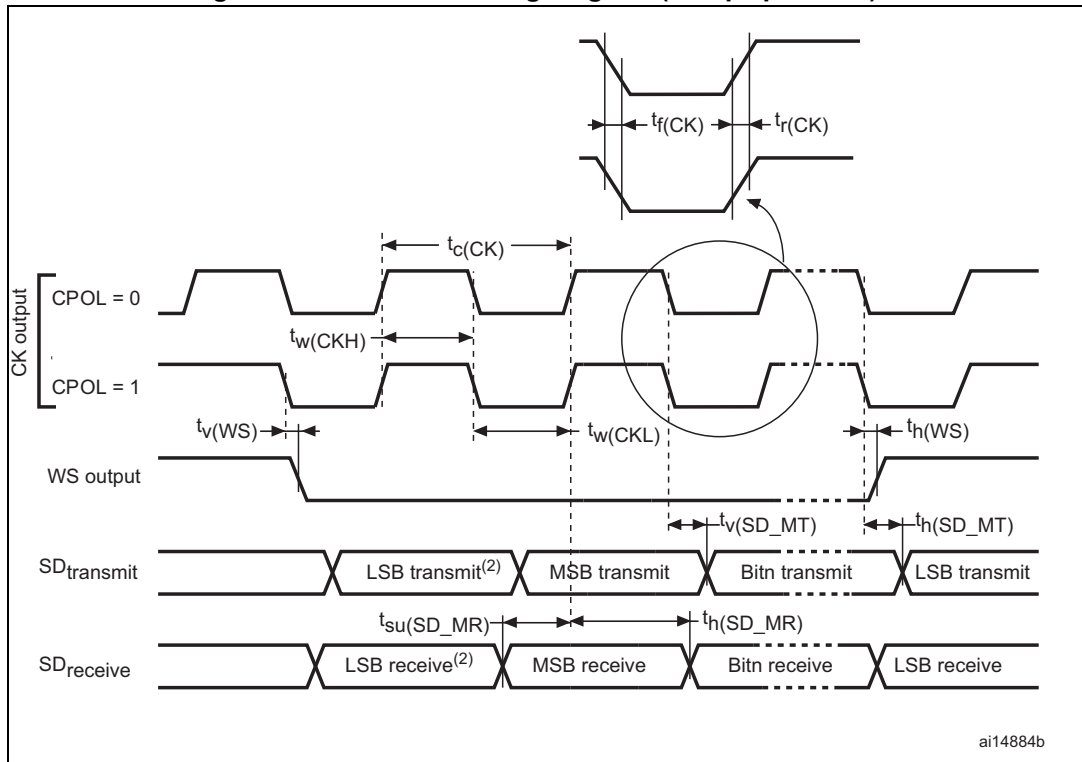 tf(CK)
tr(CK)
tc(CK)
CK output
CPOL = 0
tw(CKH)
CPOL = 1
tv(WS)
tw(CKL)
th(WS)
WS output
tv(SD_MT)
th(SD_MT)
SDtransmit
LSB transmit(2)
MSB transmit
Bitn transmit
LSB transmit
tsu(SD_MR)
th(SD_MR)
SDreceive
LSB receive(2)
MSB receive
Bitn receive
LSB receive
ai14884b